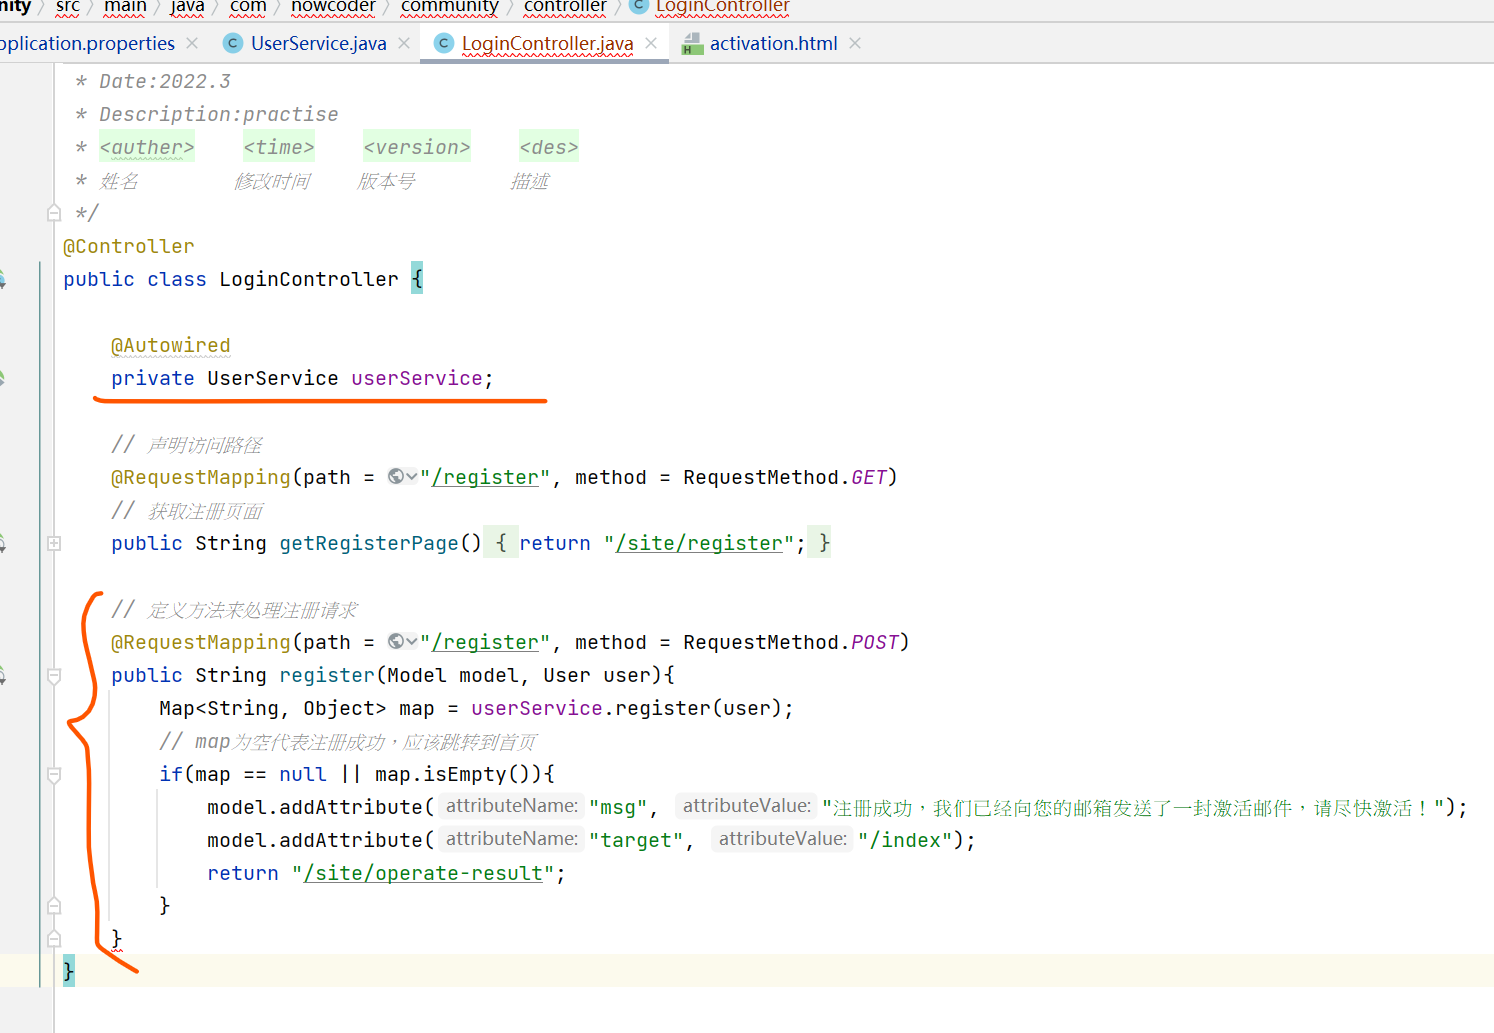 nity 〉 src 〉 main 〉 java 〉 com 〉 nowcoder 〉 community 〉 controller 〉 C LoginController
pplication.properties × C UserService.java × C LoginController.java × H activation.html ×
* Date:2022.3
* Description:practise
* <auther> <time> <version> <des>
* 姓名 修改时间 版本号 描述
*/
@Controller
public class LoginController {
@Autowired
private UserService userService;
// 声明访问路径
@RequestMapping(path = "/register", method = RequestMethod.GET)
// 获取注册页面
public String getRegisterPage() { return "/site/register"; }
// 定义方法来处理注册请求
@RequestMapping(path = "/register", method = RequestMethod.POST)
public String register(Model model, User user){
Map<String, Object> map = userService.register(user);
// map为空代表注册成功，应该跳转到首页
if(map == null || map.isEmpty()){
model.addAttribute( attributeName: "msg", attributeValue: "注册成功，我们已经向您的邮箱发送了一封激活邮件，请尽快激活！");
model.addAttribute( attributeName: "target", attributeValue: "/index");
return "/site/operate-result";
}
}
}